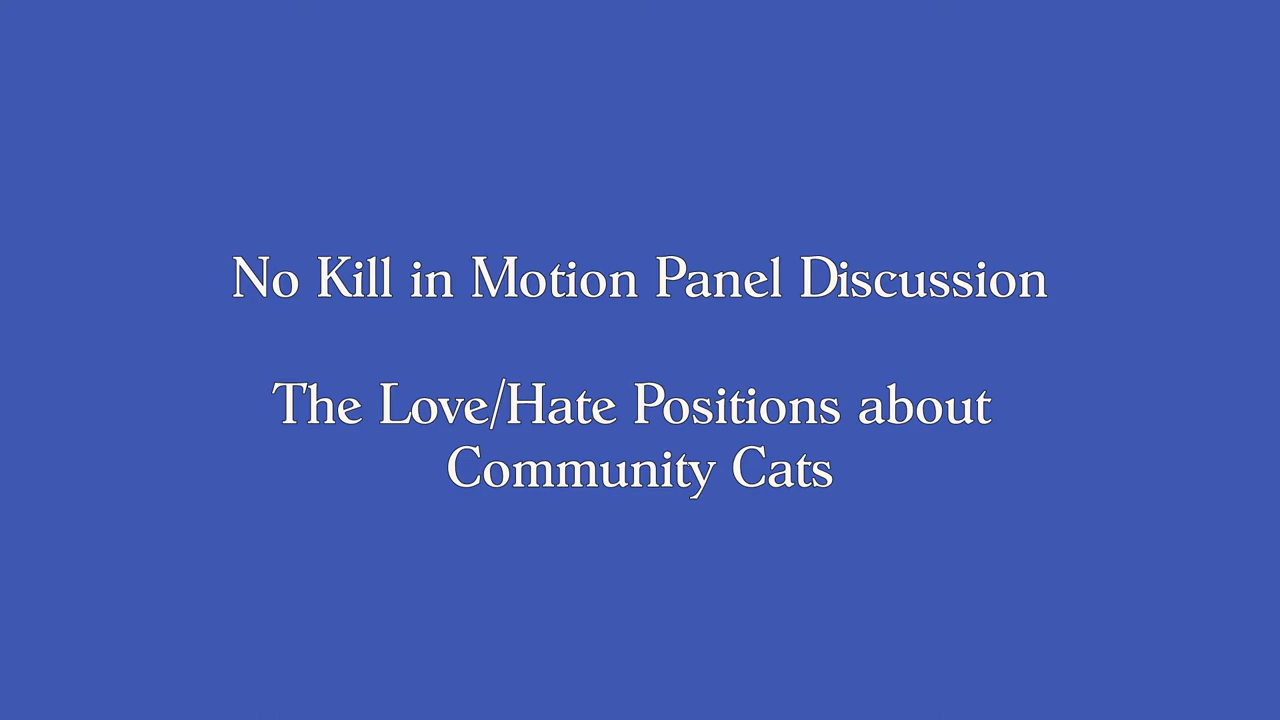 No Kill in Motion Panel Discussion
The Love/Hate Positions about
Community Cats